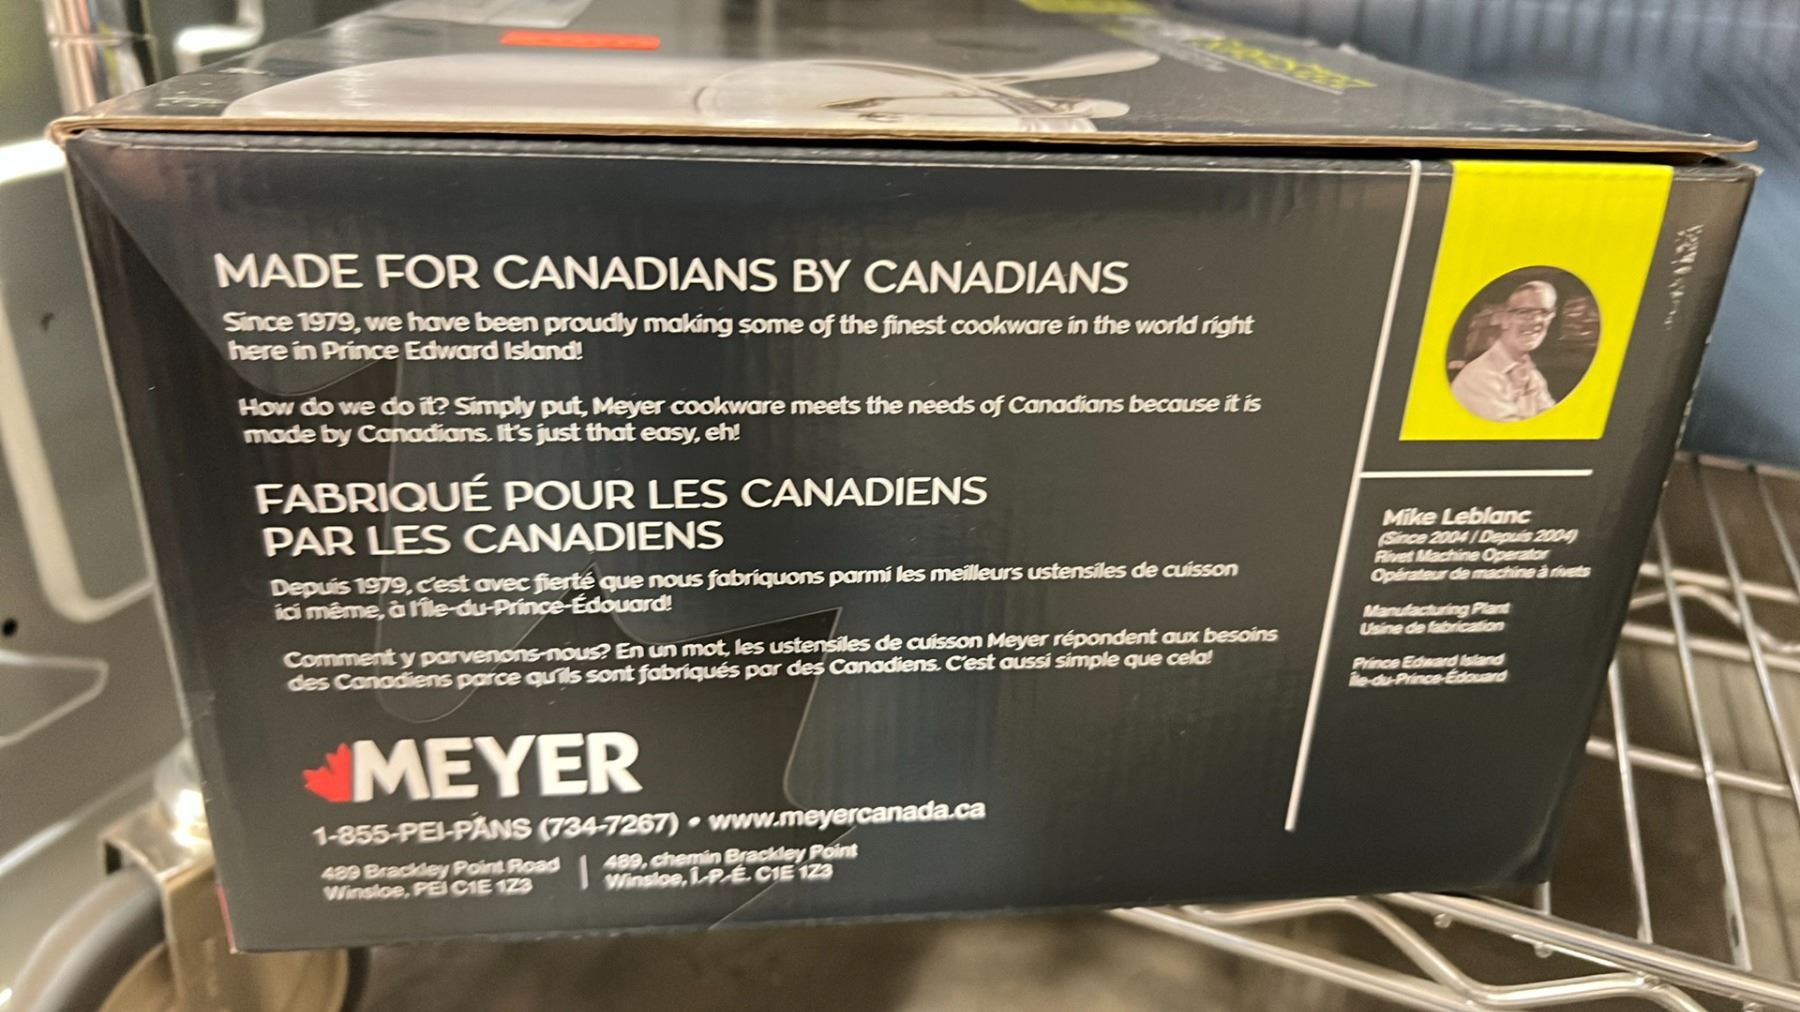 MADE FOR CANADIANS BY CANADIANS
Since 1979, we have been proudly making some of the finest cookware in the world right
here in Prince Edward Island!
How do we do it? Simply put, Meyer cookware meets the needs of Canadians because it is
made by Canadians. It's just that easy, eh!
FABRIQUÉ POUR LES CANADIENS
PAR LES CANADIENS
Depuis 1979, c'est avec fierté que nous fabriquons parmi les meilleurs ustensiles de cuisson
ici même, à l'Île-du-Prince-Édouard!
Comment y parvenons-nous? En un mot, les ustensiles de cuisson Meyer répondent aux besoins
des Canadiens parce qu'ils sont fabriqués par des Canadiens. C'est aussi simple que cela!
MEYER
1-855-PEI-PANS (734-7267) • www.meyercanada.ca
489 Brackley Point Road
Winsloe, PEI C1E 1Z3
489, chemin Brackley Point
Winsloe, Î.-P.-É. C1E 1Z3
Mike Leblanc
(Since 2004 / Depuis 2004)
Rivet Machine Operator
Opérateur de machine à rivets
Manufacturing Plant
Usine de fabrication
Prince Edward Island
Île-du-Prince-Édouard